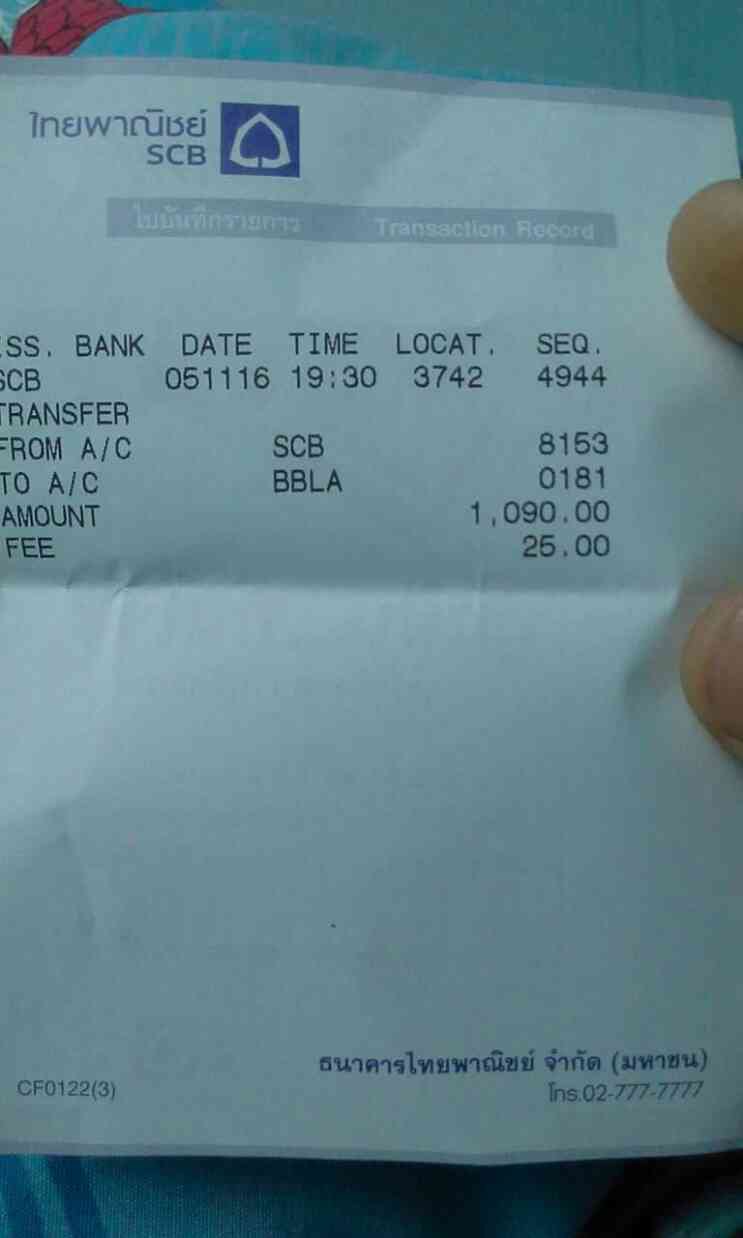 ไทยพาณิชย์
SCB
ใบบันทึกรายการ Transaction Record
SS. BANK DATE TIME LOCAT. SEQ.
SCB 051116 19:30 3742 4944
TRANSFER
FROM A/C SCB 8153
TO A/C BBLA 0181
AMOUNT 1,090.00
FEE 25.00
ธนาคารไทยพาณิชย์ จำกัด (มหาชน)
CF0122(3) โทร.02-777-7777